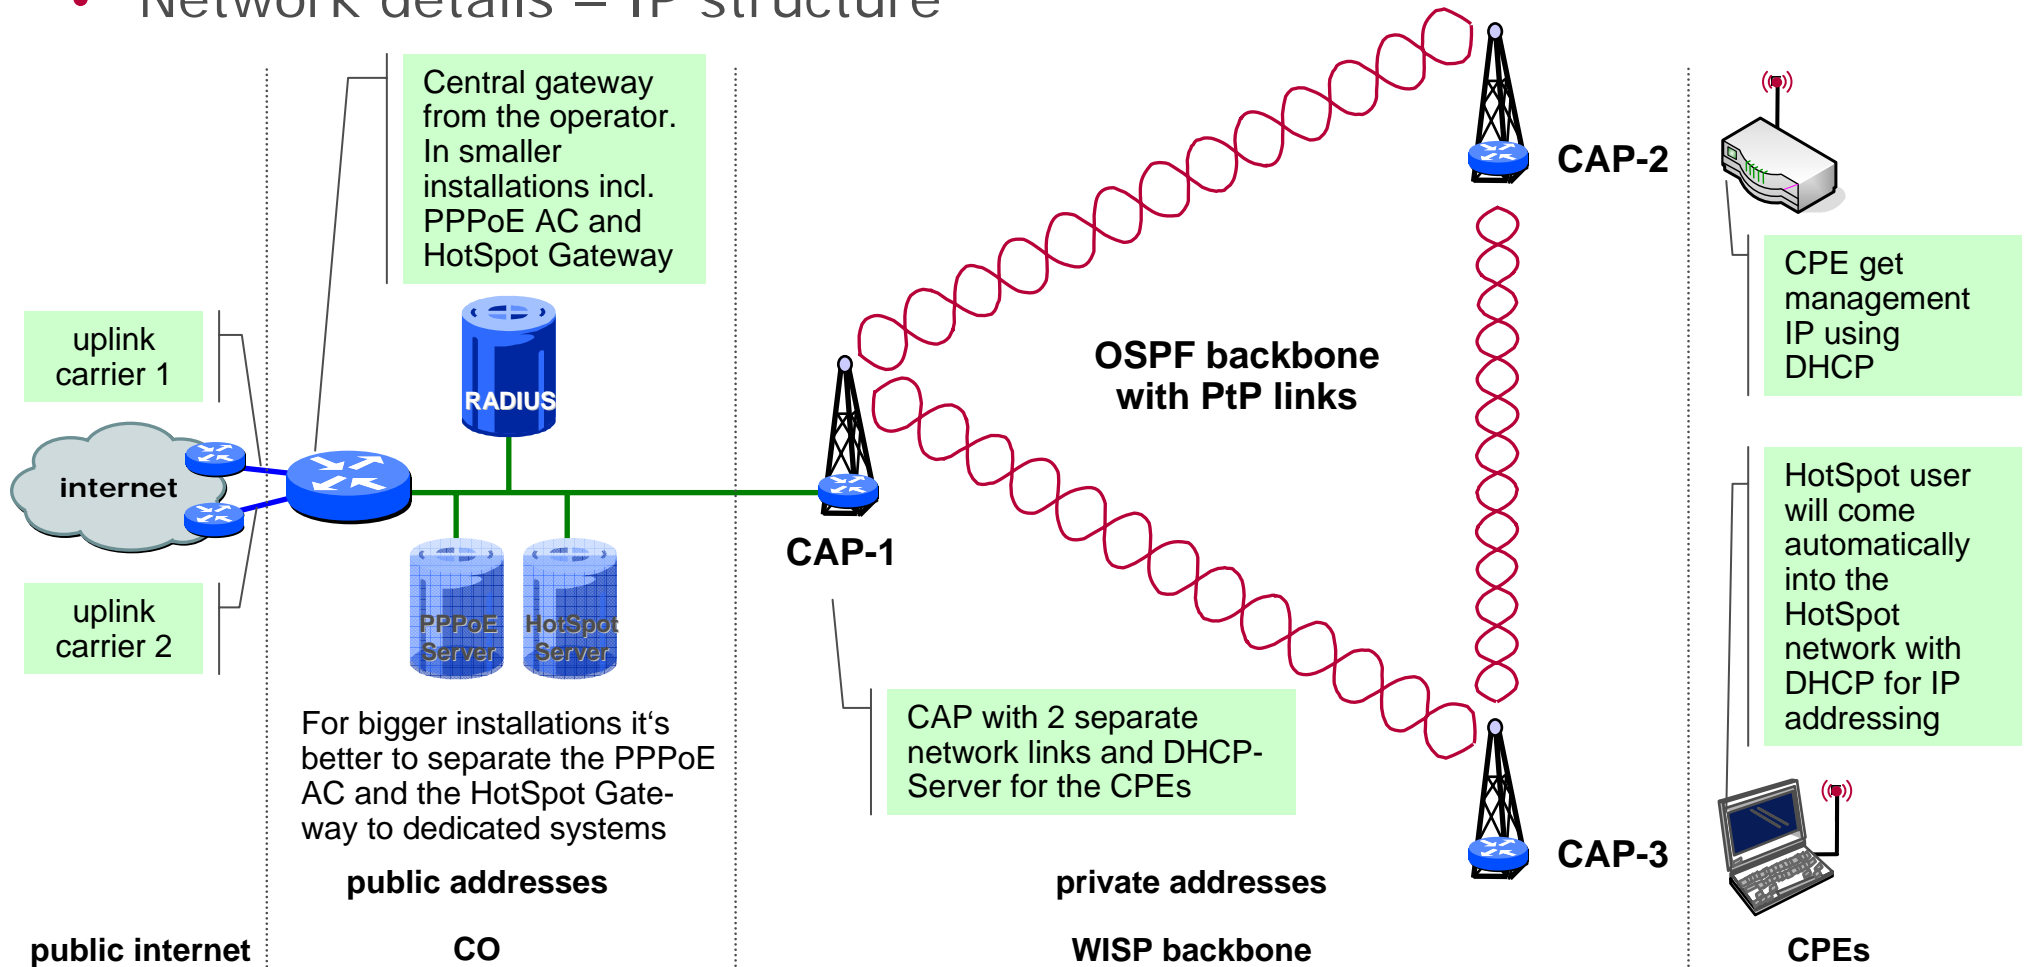 • Network details – IP structure
Central gateway
from the operator.
In smaller
installations incl.
PPPoE AC and
HotSpot Gateway
uplink
carrier 1
RADIUS
internet
uplink
carrier 2
PPPoE
Server
HotSpot
Server
For bigger installations it‘s
better to separate the PPPoE
AC and the HotSpot Gate-
way to dedicated systems
public addresses
public internet
CO
CAP-1
CAP-2
OSPF backbone
with PtP links
CAP with 2 separate
network links and DHCP-
Server for the CPEs
CAP-3
private addresses
WISP backbone
CPE get
management
IP using
DHCP
HotSpot user
will come
automatically
into the
HotSpot
network with
DHCP for IP
addressing
CPEs